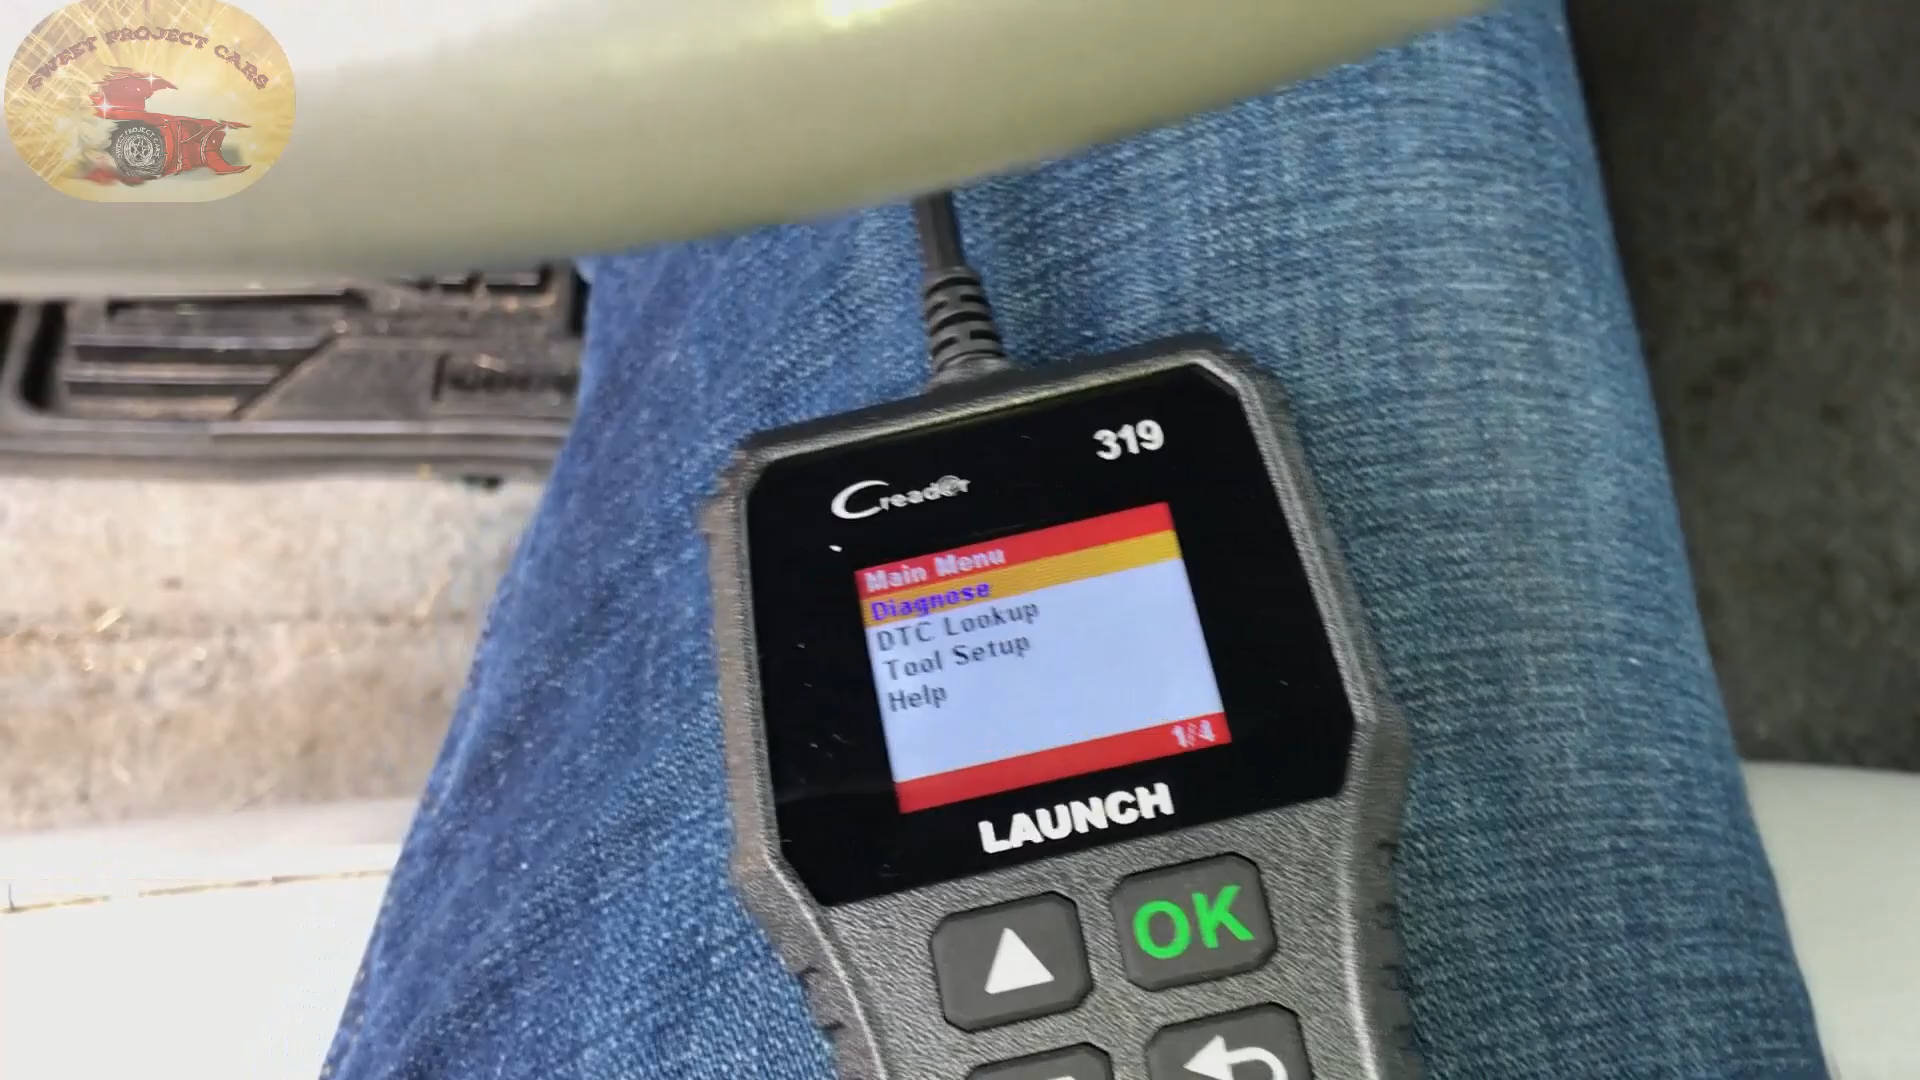 SWEET PROJECT CARS
319
Creader
Main Menu
Diagnose
DTC Lookup
Tool Setup
Help
1/4
LAUNCH
OK